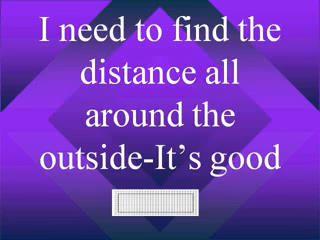 I need to find the
distance all
around the
outside-It’s good